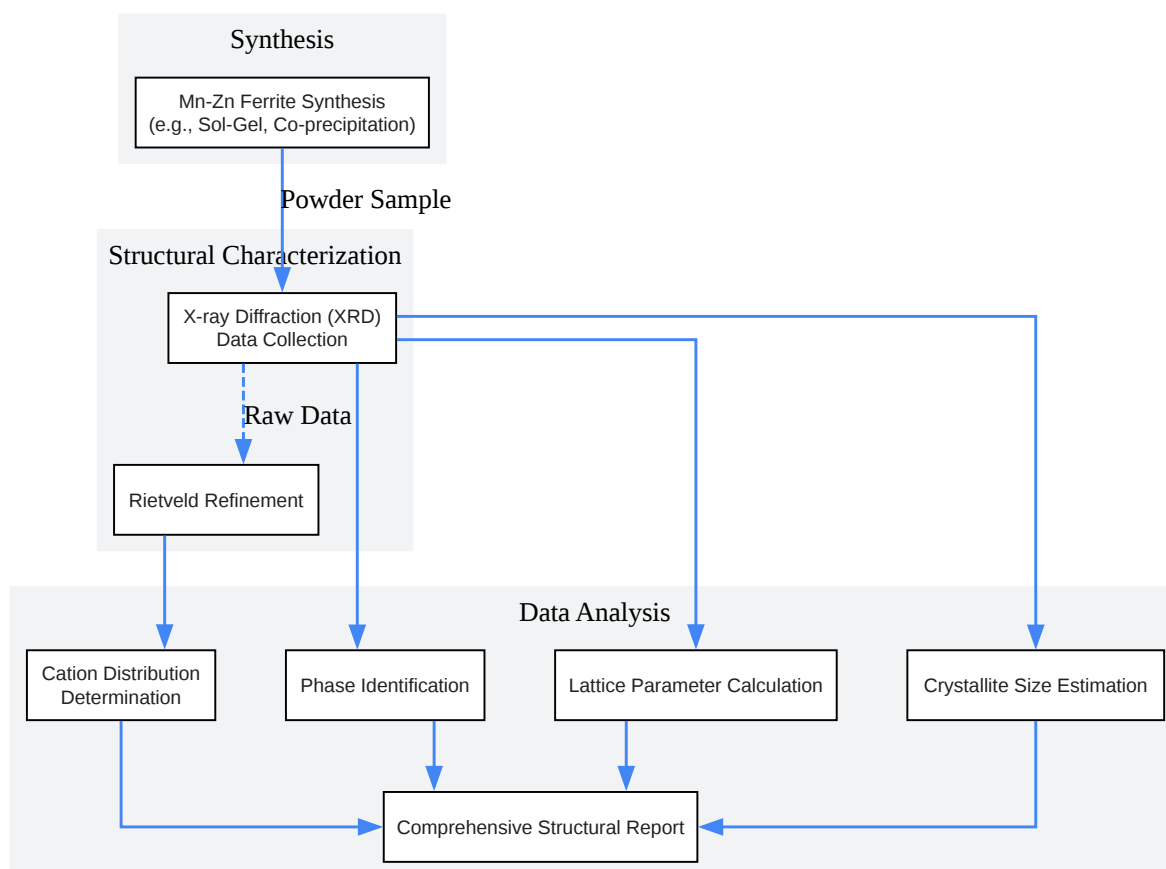 Synthesis
Mn-Zn Ferrite Synthesis
(e.g., Sol-Gel, Co-precipitation)
Powder Sample
Structural Characterization
X-ray Diffraction (XRD)
Data Collection
Raw Data
Rietveld Refinement
Data Analysis
Cation Distribution
Determination
Phase Identification
Lattice Parameter Calculation
Crystallite Size Estimation
Comprehensive Structural Report